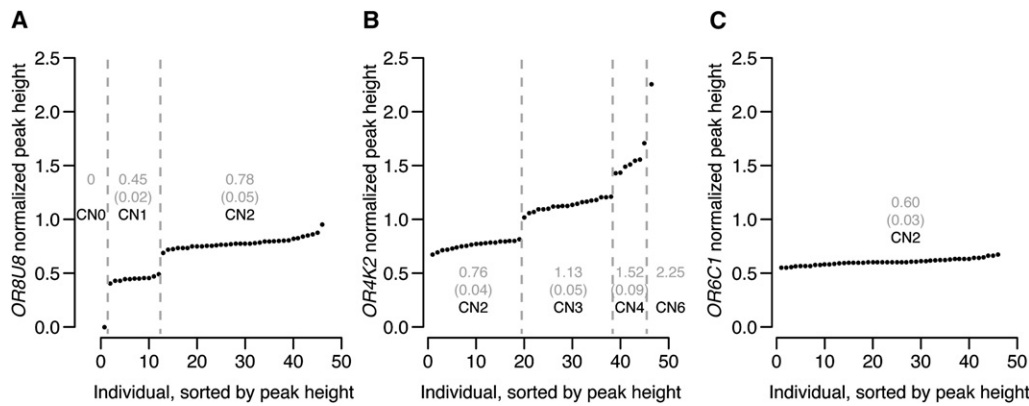 A
OR8U8 normalized peak height
2.5
2.0
1.5
1.0
0.5
0.0
0
CN0
0.45
(0.02)
CN1
0.78
(0.05)
CN2
0 10 20 30 40 50
Individual, sorted by peak height
B
OR4K2 normalized peak height
2.5
2.0
1.5
1.0
0.5
0.0
0.76
(0.04)
CN2
1.13
(0.05)
CN3
1.52
(0.09)
CN4
2.25
CN6
0 10 20 30 40 50
Individual, sorted by peak height
C
OR6C1 normalized peak height
2.5
2.0
1.5
1.0
0.5
0.0
0.60
(0.03)
CN2
0 10 20 30 40 50
Individual, sorted by peak height